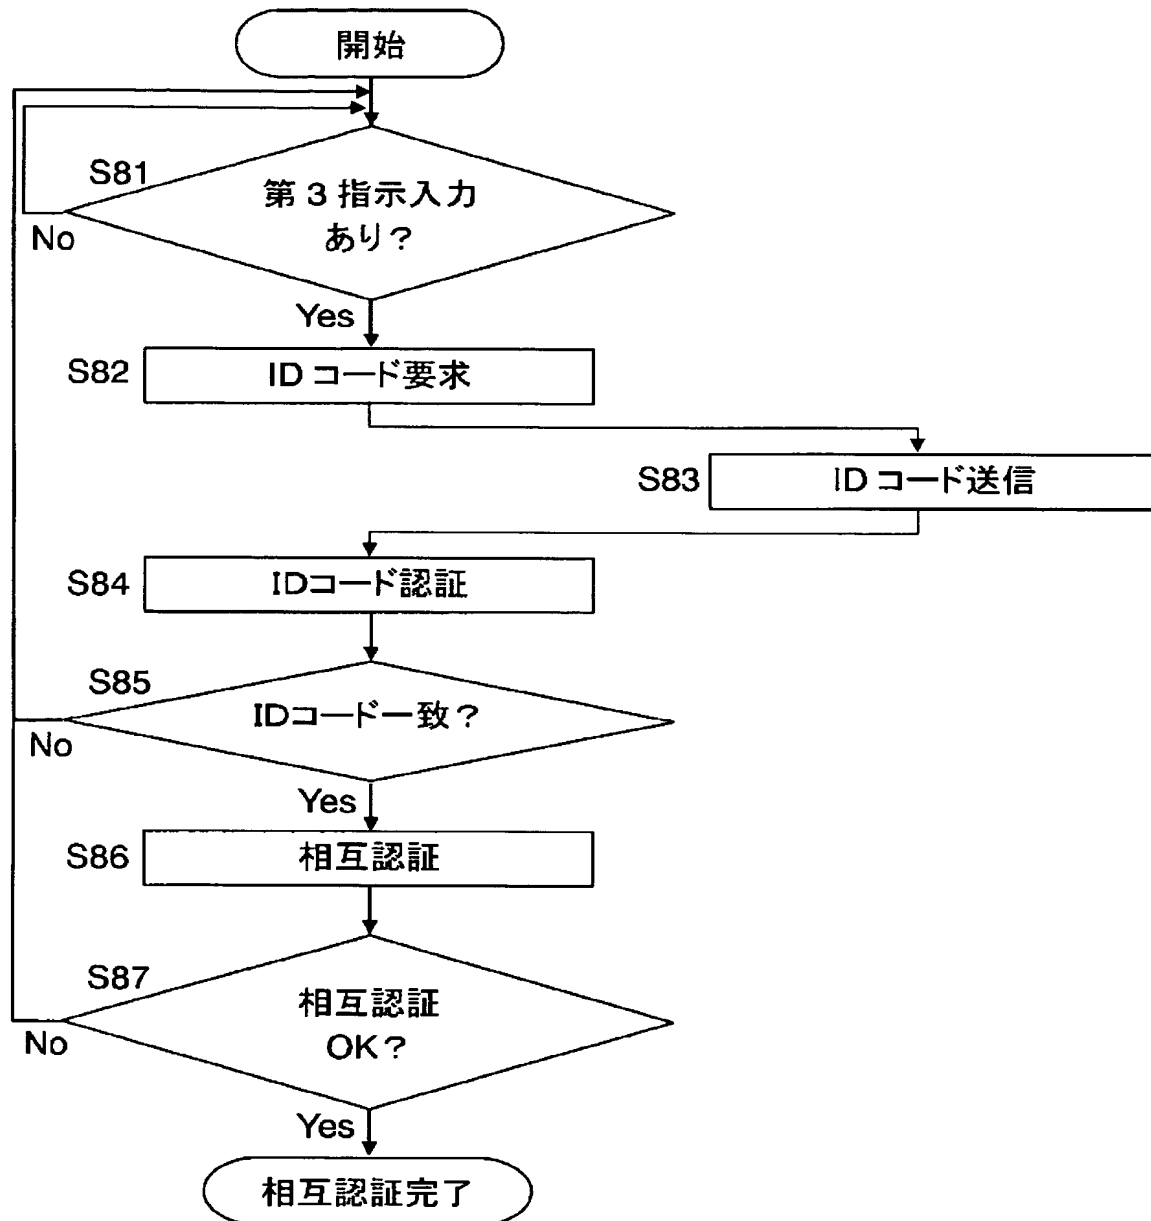 開始
S81
第3指示入力
あり?
No
Yes
S82
IDコード要求
S83
IDコード送信
S84
IDコード認証
S85
IDコード一致?
No
Yes
S86
相互認証
S87
相互認証
OK?
No
Yes
相互認証完了